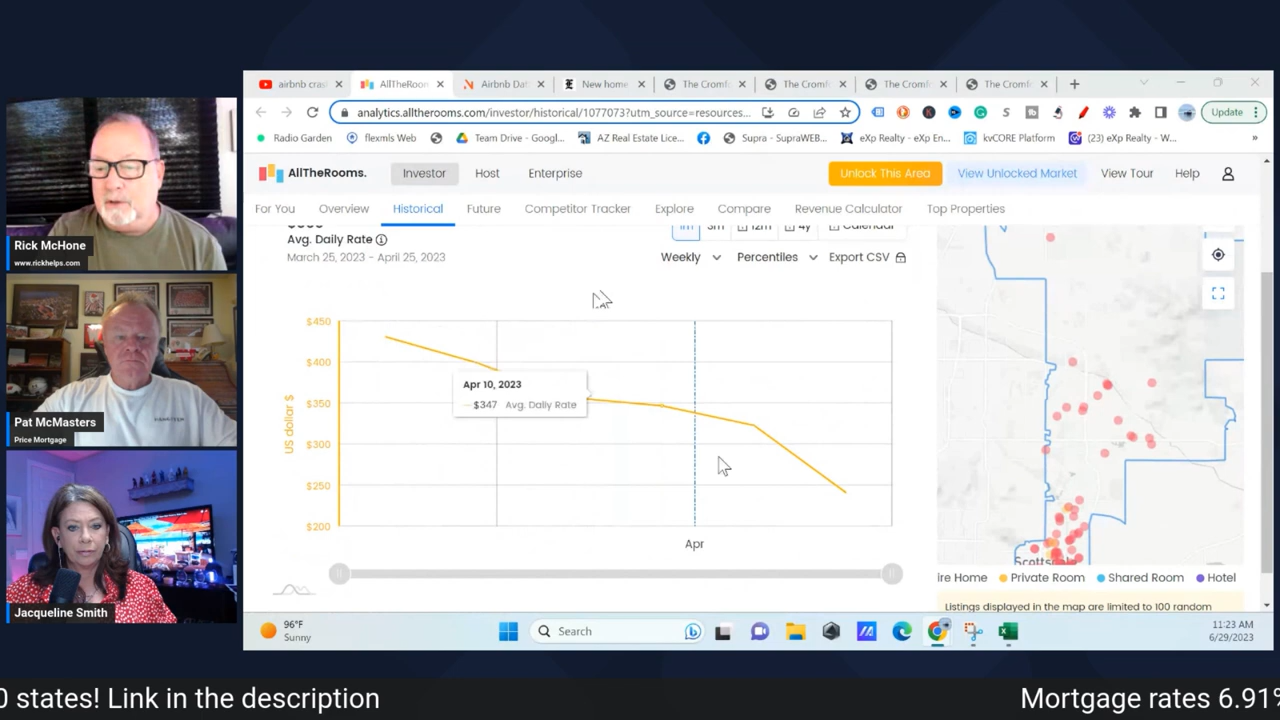 airbnb cras
AllTheRoon
Airbnb Dat
New home
The Cromf
The Cromf
The Cromf
The Cromf
analytics.alltherooms.com/investor/historical/1077073?utm_source=resources...
Update
Radio Garden
flexmls Web
Team Drive - Googl...
AZ Real Estate Lice...
Supra - SupraWEB...
eXp Realty - eXp En...
kvCORE Platform
(23) eXp Realty - W...
AllTheRooms.
Investor
Host
Enterprise
Unlock This Area
View Unlocked Market
View Tour
Help
For You
Overview
Historical
Future
Competitor Tracker
Explore
Compare
Revenue Calculator
Top Properties
Avg. Daily Rate
1m
3m
12m
4y
Calendar
March 25, 2023 - April 25, 2023
Weekly
Percentiles
Export CSV
US dollar $
$450
$400
$350
$300
$250
$200
Apr 10, 2023
$347 Avg. Daily Rate
Apr
ire Home
Private Room
Shared Room
Hotel
Listings displayed in the map are limited to 100 random
Rick McHone
www.rickhelps.com
Pat McMasters
Price Mortgage
Jacqueline Smith
96°F
Sunny
Search
11:23 AM
6/29/2023
0 states! Link in the description
Mortgage rates 6.91%